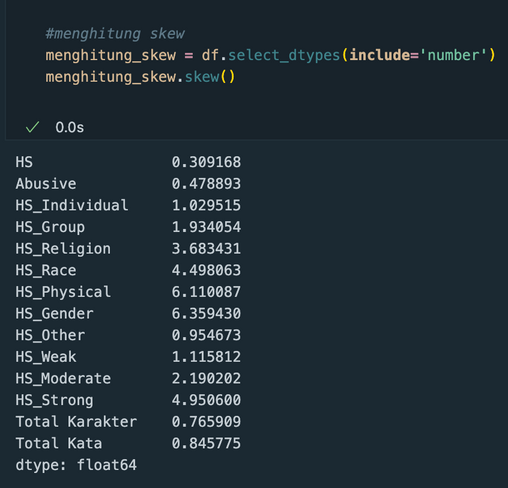 #menghitung skew
menghitung_skew = df.select_dtypes(include='number')
menghitung_skew.skew()
✓ 0.0s
HS 0.309168
Abusive 0.478893
HS_Individual 1.029515
HS_Group 1.934054
HS_Religion 3.683431
HS_Race 4.498063
HS_Physical 6.110087
HS_Gender 6.359430
HS_Other 0.954673
HS_Weak 1.115812
HS_Moderate 2.190202
HS_Strong 4.950600
Total Karakter 0.765909
Total Kata 0.845775
dtype: float64